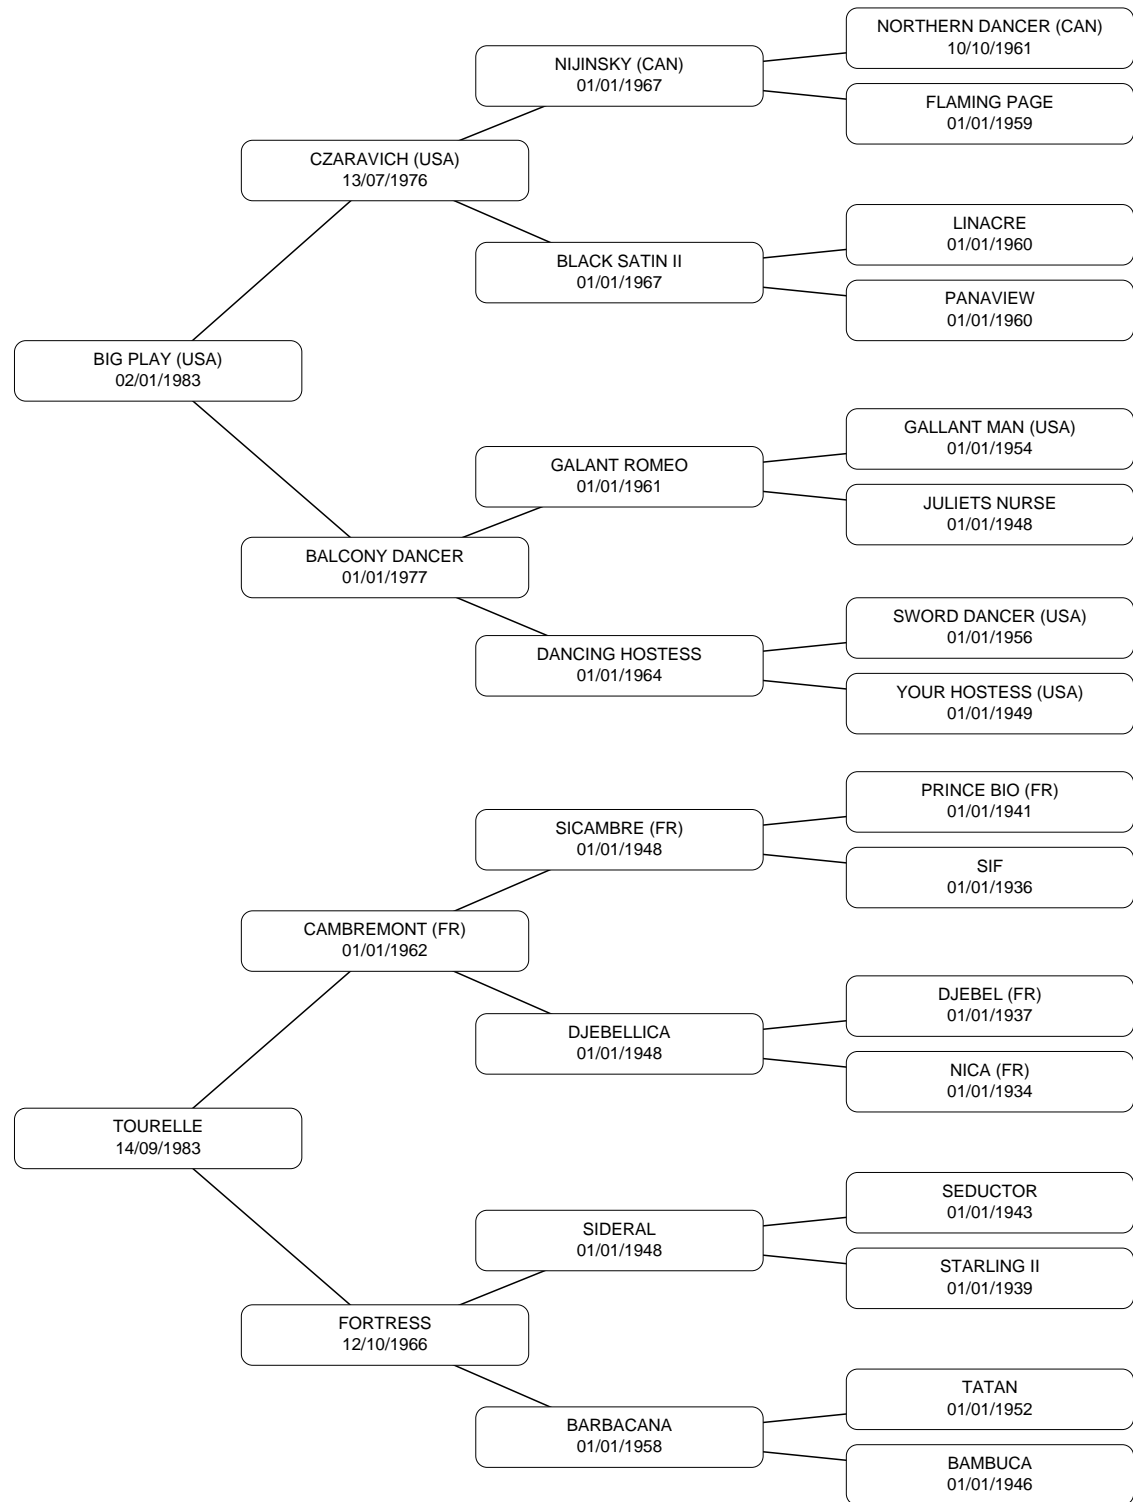 NORTHERN DANCER (CAN)
10/10/1961
NIJINSKY (CAN)
01/01/1967
FLAMING PAGE
01/01/1959
CZARAVICH (USA)
13/07/1976
LINACRE
01/01/1960
BLACK SATIN II
01/01/1967
PANAVIEW
01/01/1960
BIG PLAY (USA)
02/01/1983
GALLANT MAN (USA)
01/01/1954
GALANT ROMEO
01/01/1961
JULIETS NURSE
01/01/1948
BALCONY DANCER
01/01/1977
SWORD DANCER (USA)
01/01/1956
DANCING HOSTESS
01/01/1964
YOUR HOSTESS (USA)
01/01/1949
PRINCE BIO (FR)
01/01/1941
SICAMBRE (FR)
01/01/1948
SIF
01/01/1936
CAMBREMONT (FR)
01/01/1962
DJEBEL (FR)
01/01/1937
DJEBELLICA
01/01/1948
NICA (FR)
01/01/1934
TOURELLE
14/09/1983
SEDUCTOR
01/01/1943
SIDERAL
01/01/1948
STARLING II
01/01/1939
FORTRESS
12/10/1966
TATAN
01/01/1952
BARBACANA
01/01/1958
BAMBUCA
01/01/1946